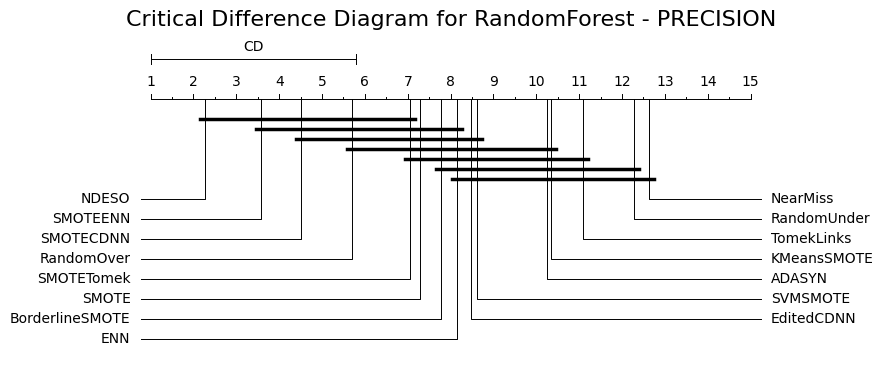 Critical Difference Diagram for RandomForest - PRECISION
CD
1 2 3 4 5 6 7 8 9 10 11 12 13 14 15
NDESO NearMiss
SMOTEENN RandomUnder
SMOTECDNN TomekLinks
RandomOver KMeansSMOTE
SMOTETomek ADASYN
SMOTE SVMSMOTE
BorderlineSMOTE EditedCDNN
ENN